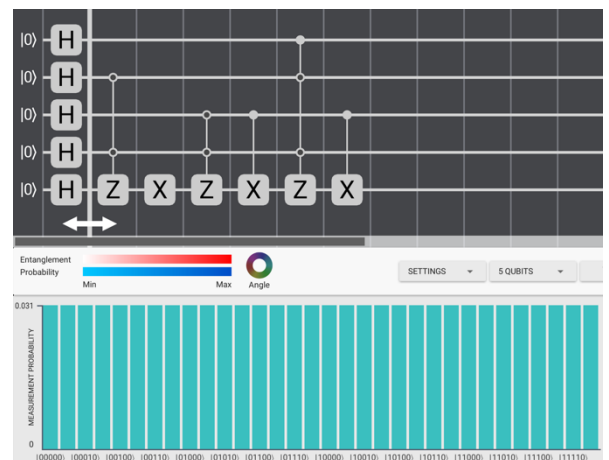 |0⟩ H
|0⟩ H
|0⟩ H
|0⟩ H
|0⟩ H Z X Z X Z X
Entanglement
Probability
Min Max Angle
SETTINGS 5 QUBITS
0.031
MEASUREMENT PROBABILITY
0
|00000⟩ |00010⟩ |00100⟩ |00110⟩ |01000⟩ |01010⟩ |01100⟩ |01110⟩ |10000⟩ |10010⟩ |10100⟩ |10110⟩ |11000⟩ |11010⟩ |11100⟩ |11110⟩